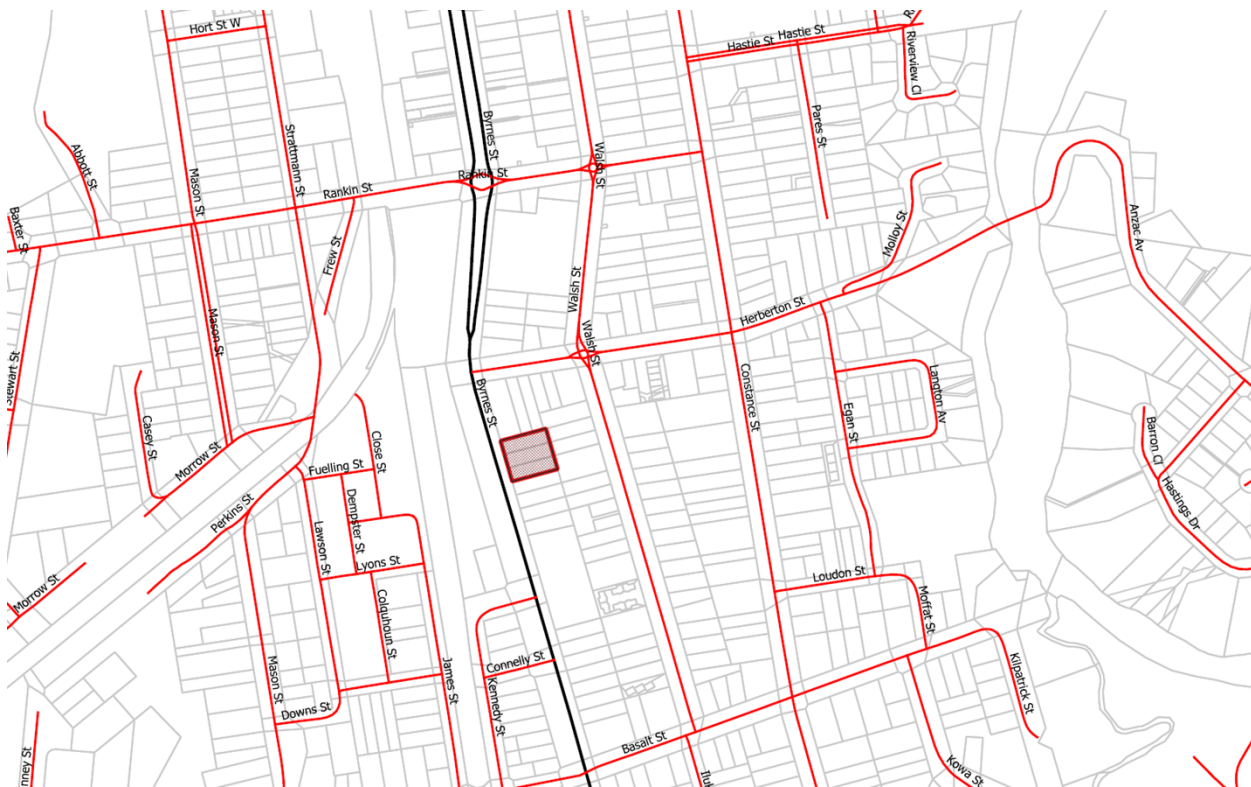 Hort St W
Hastie St
Hastie St
Riverview Cl
Byrnes St
Pares St
Strattmann St
Abbott St
Walsh St
Mason St
Rankin St
Rankin St
Baxter St
Anzac Av
Molloy St
Frew St
Walsh St
Herberton St
Mason St
Walsh St
Stewart St
Byrnes St
Constance St
Langton Av
Egan St
Casey St
Close St
Barron Cl
Morrow St
Fuelling St
Dempster St
Hastings Dr
Perkins St
Lawson St
Lyons St
Loudon St
Morrow St
Colquhoun St
Moffat St
Connelly St
Kilpatrick St
Mason St
James St
Kennedy St
Downs St
Basalt St
Kowa St